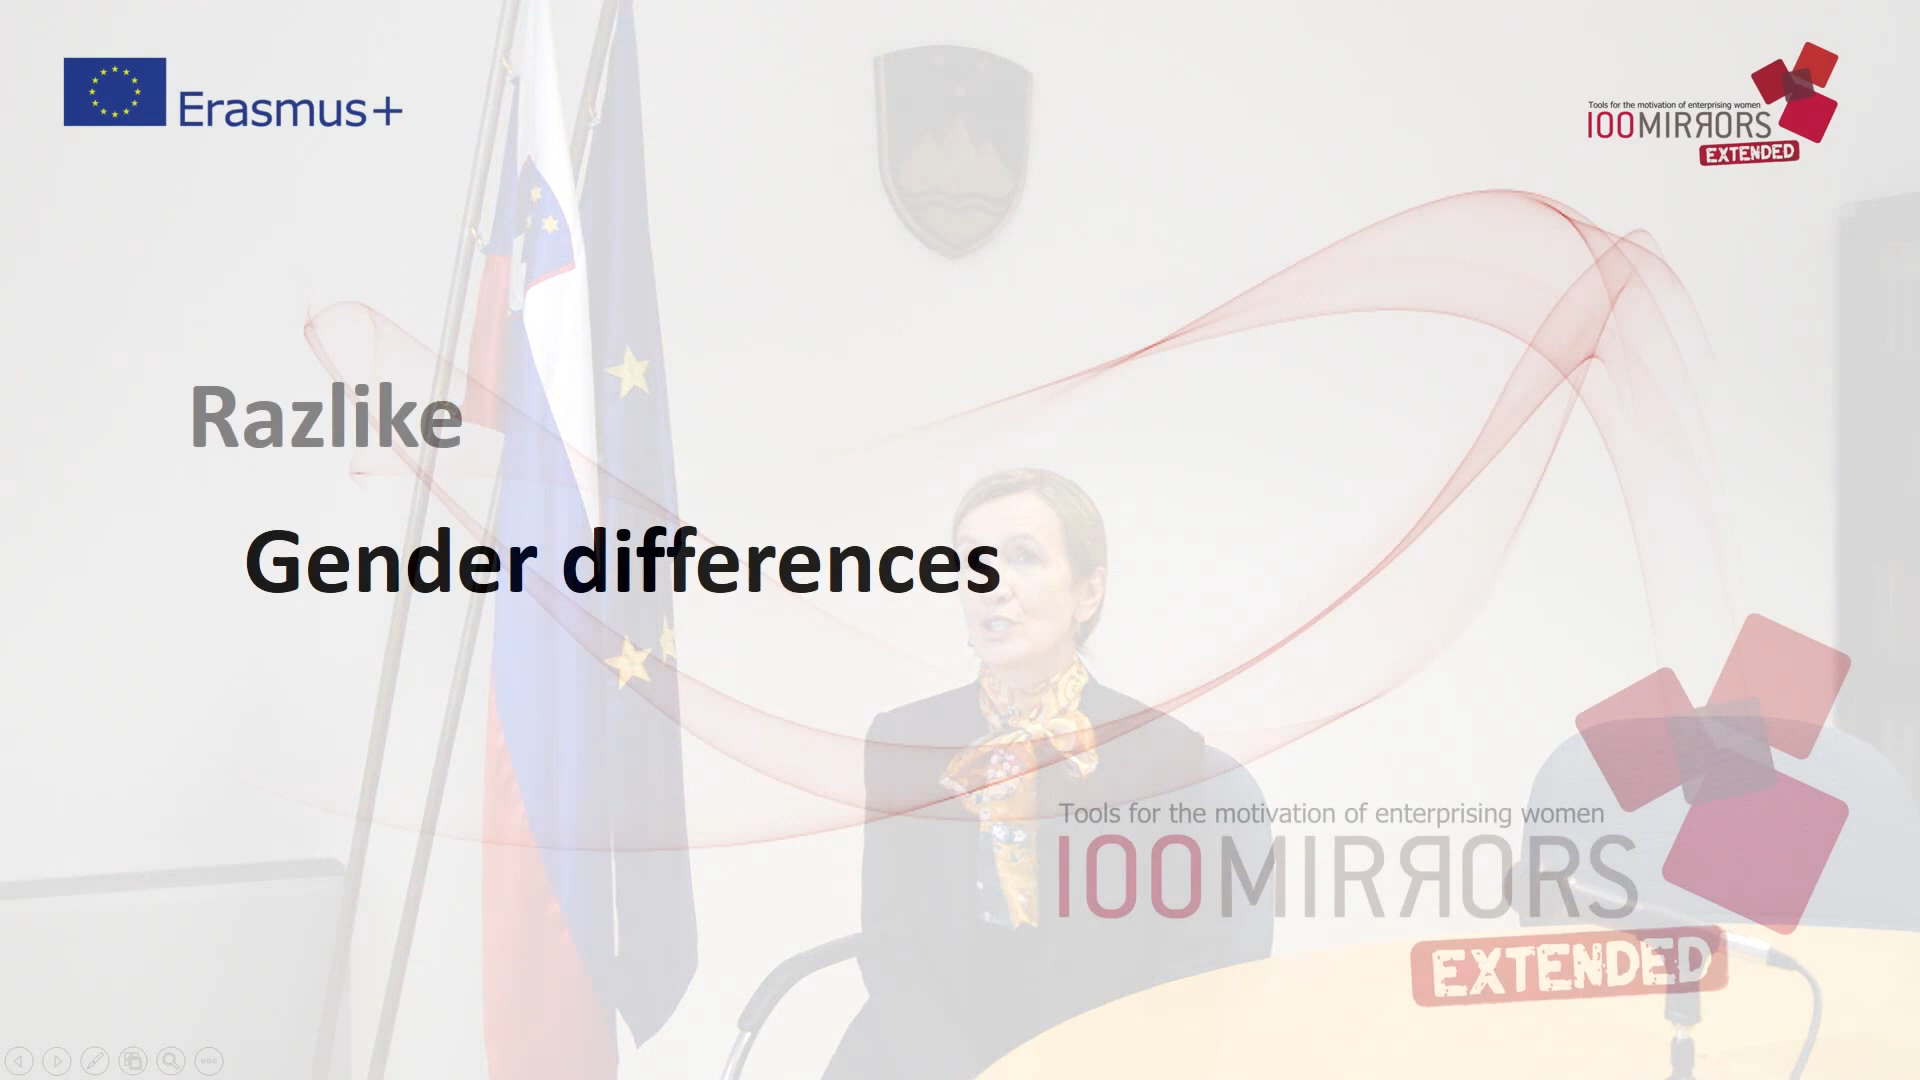 Erasmus+
Tools for the motivation of enterprising women
100MIRRORS
EXTENDED
Razlike
Gender differences
Tools for the motivation of enterprising women
100MIRRORS
EXTENDED